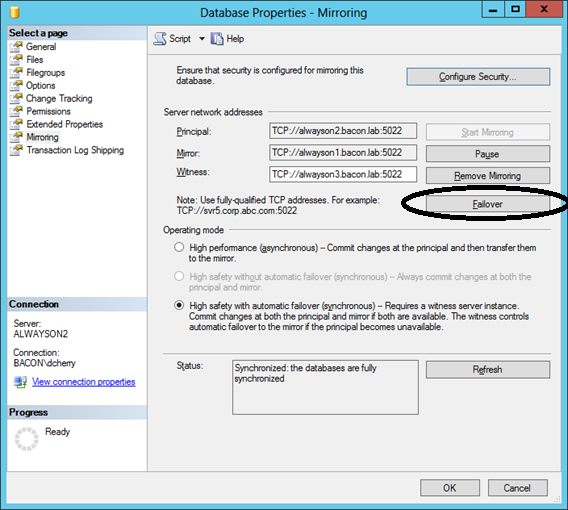 Database Properties - Mirroring
Select a page
General
Files
Filegroups
Options
Change Tracking
Permissions
Extended Properties
Mirroring
Transaction Log Shipping
Script
Help
Ensure that security is configured for mirroring this
database.
Configure Security...
Server network addresses
Principal:
TCP://alwayson2.bacon.lab:5022
Start Mirroring
Mirror:
TCP://alwayson1.bacon.lab:5022
Pause
Witness:
TCP://alwayson3.bacon.lab:5022
Remove Mirroring
Note: Use fully-qualified TCP addresses. For example:
TCP://svr5.corp.abc.com:5022
Failover
Operating mode
High performance (asynchronous) -- Commit changes at the principal and then transfer them
to the mirror.
High safety without automatic failover (synchronous) -- Always commit changes at both the
principal and mirror.
High safety with automatic failover (synchronous) -- Requires a witness server instance.
Commit changes at both the principal and mirror if both are available. The witness controls
automatic failover to the mirror if the principal becomes unavailable.
Status:
Synchronized: the databases are fully
synchronized
Refresh
Connection
Server:
ALWAYSON2
Connection:
BACON\dcherry
View connection properties
Progress
Ready
OK
Cancel